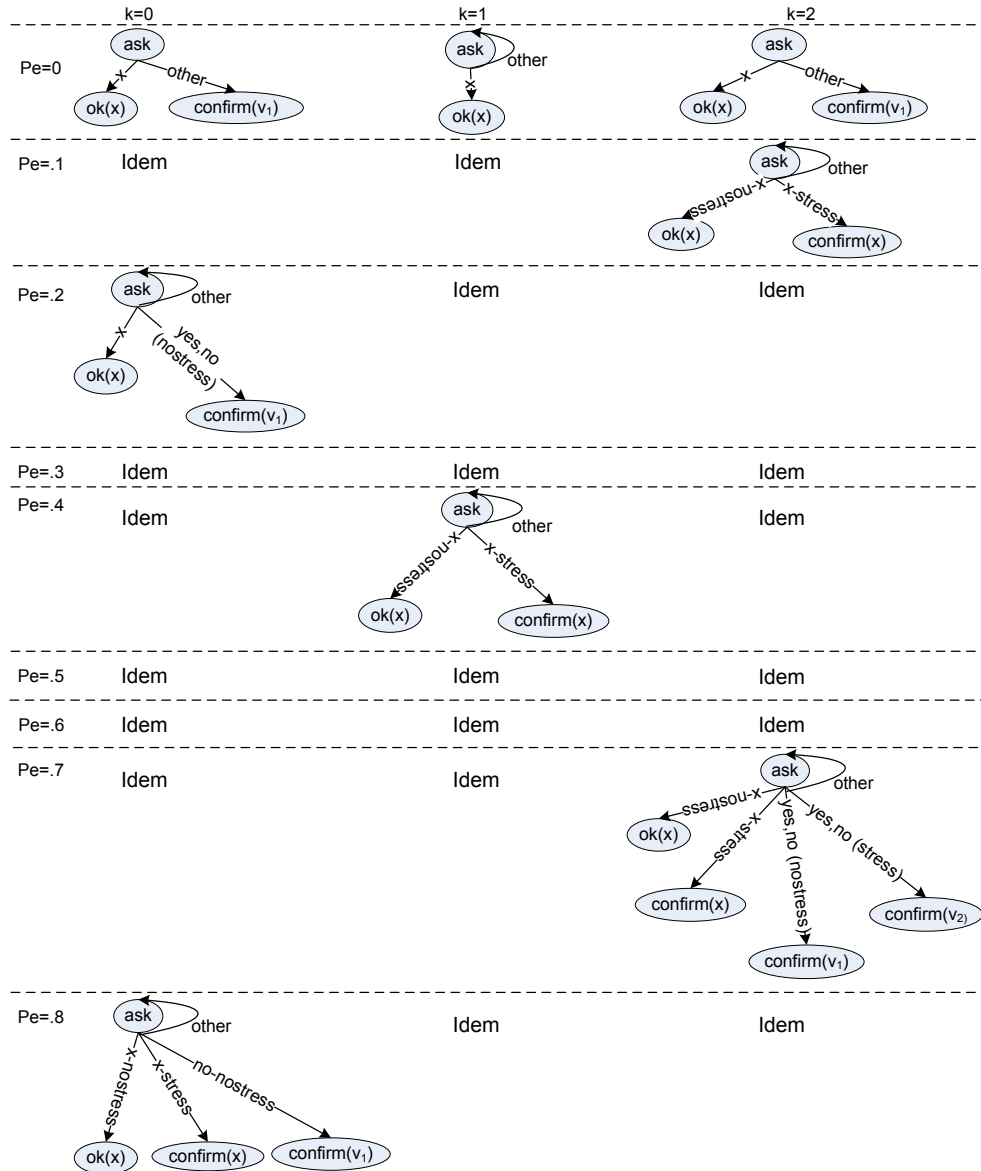 k=0 k=1 k=2
Pe=0
ask
x
other
ok(x)
confirm(v₁)
ask
other
x
ok(x)
ask
x
other
ok(x)
confirm(v₁)
Pe=.1
Idem
Idem
ask
other
x-nostress
x-stress
ok(x)
confirm(x)
Pe=.2
ask
other
x
yes,no
(nostress)
ok(x)
confirm(v₁)
Idem
Idem
Pe=.3
Idem
Idem
Idem
Pe=.4
Idem
ask
other
x-nostress
x-stress
ok(x)
confirm(x)
Idem
Pe=.5
Idem
Idem
Idem
Pe=.6
Idem
Idem
Idem
Pe=.7
Idem
Idem
ask
other
x-nostress
x-stress
yes,no (nostress)
yes,no (stress)
ok(x)
confirm(x)
confirm(v₂)
confirm(v₁)
Pe=.8
ask
other
x-nostress
x-stress
no-nostress
ok(x)
confirm(x)
confirm(v₁)
Idem
Idem